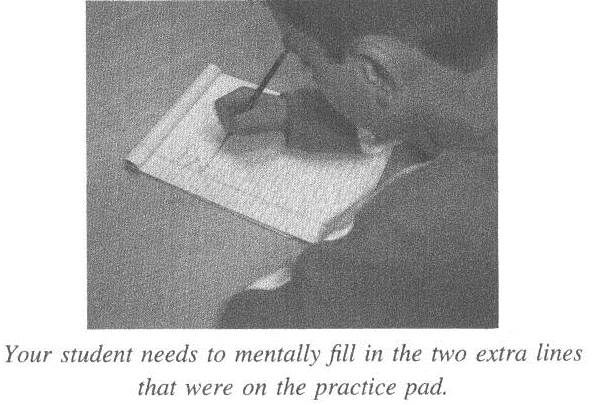 Your student needs to mentally fill in the two extra lines
that were on the practice pad.